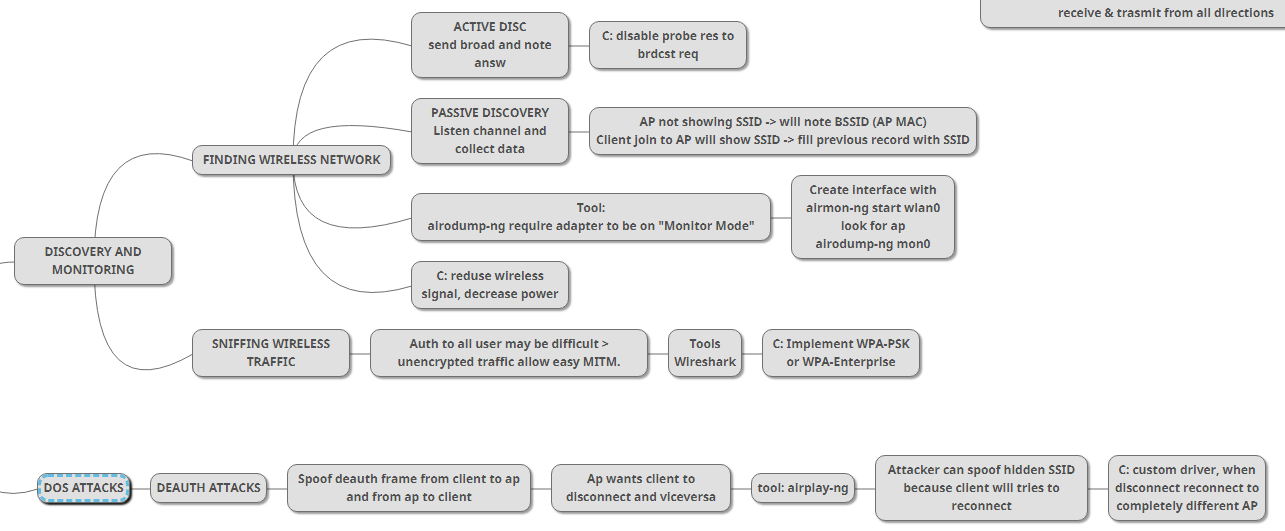 receive & trasmit from all directions
ACTIVE DISC
send broad and note
answ
C: disable probe res to
brdcst req
PASSIVE DISCOVERY
Listen channel and
collect data
AP not showing SSID -> will note BSSID (AP MAC)
Client join to AP will show SSID -> fill previous record with SSID
FINDING WIRELESS NETWORK
Tool:
airodump-ng require adapter to be on "Monitor Mode"
Create interface with
airmon-ng start wlan0
look for ap
airodump-ng mon0
DISCOVERY AND
MONITORING
C: reduse wireless
signal, decrease power
SNIFFING WIRELESS
TRAFFIC
Auth to all user may be difficult >
unencrypted traffic allow easy MITM.
Tools
Wireshark
C: Implement WPA-PSK
or WPA-Enterprise
DOS ATTACKS
DEAUTH ATTACKS
Spoof deauth frame from client to ap
and from ap to client
Ap wants client to
disconnect and viceversa
tool: airplay-ng
Attacker can spoof hidden SSID
because client will tries to
reconnect
C: custom driver, when
disconnect reconnect to
completely different AP